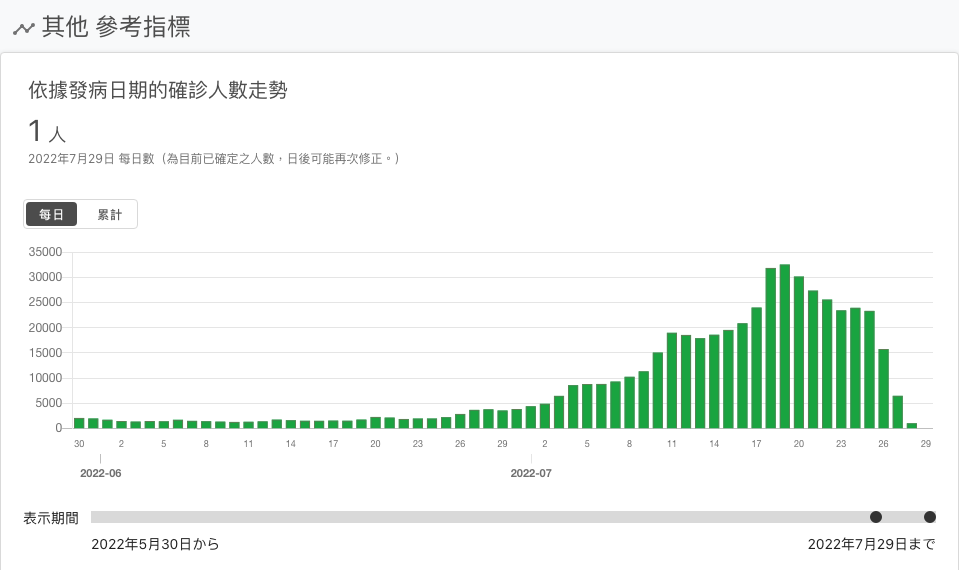 其他 參考指標
依據發病日期的確診人數走勢
1 人
2022年7月29日 每日數（為目前已確定之人數，日後可能再次修正。）
每日 累計
35000
30000
25000
20000
15000
10000
5000
0
30 2 5 8 11 14 17 20 23 26 29 2 5 8 11 14 17 20 23 26 29
2022-06 2022-07
表示期間
2022年5月30日から 2022年7月29日まで